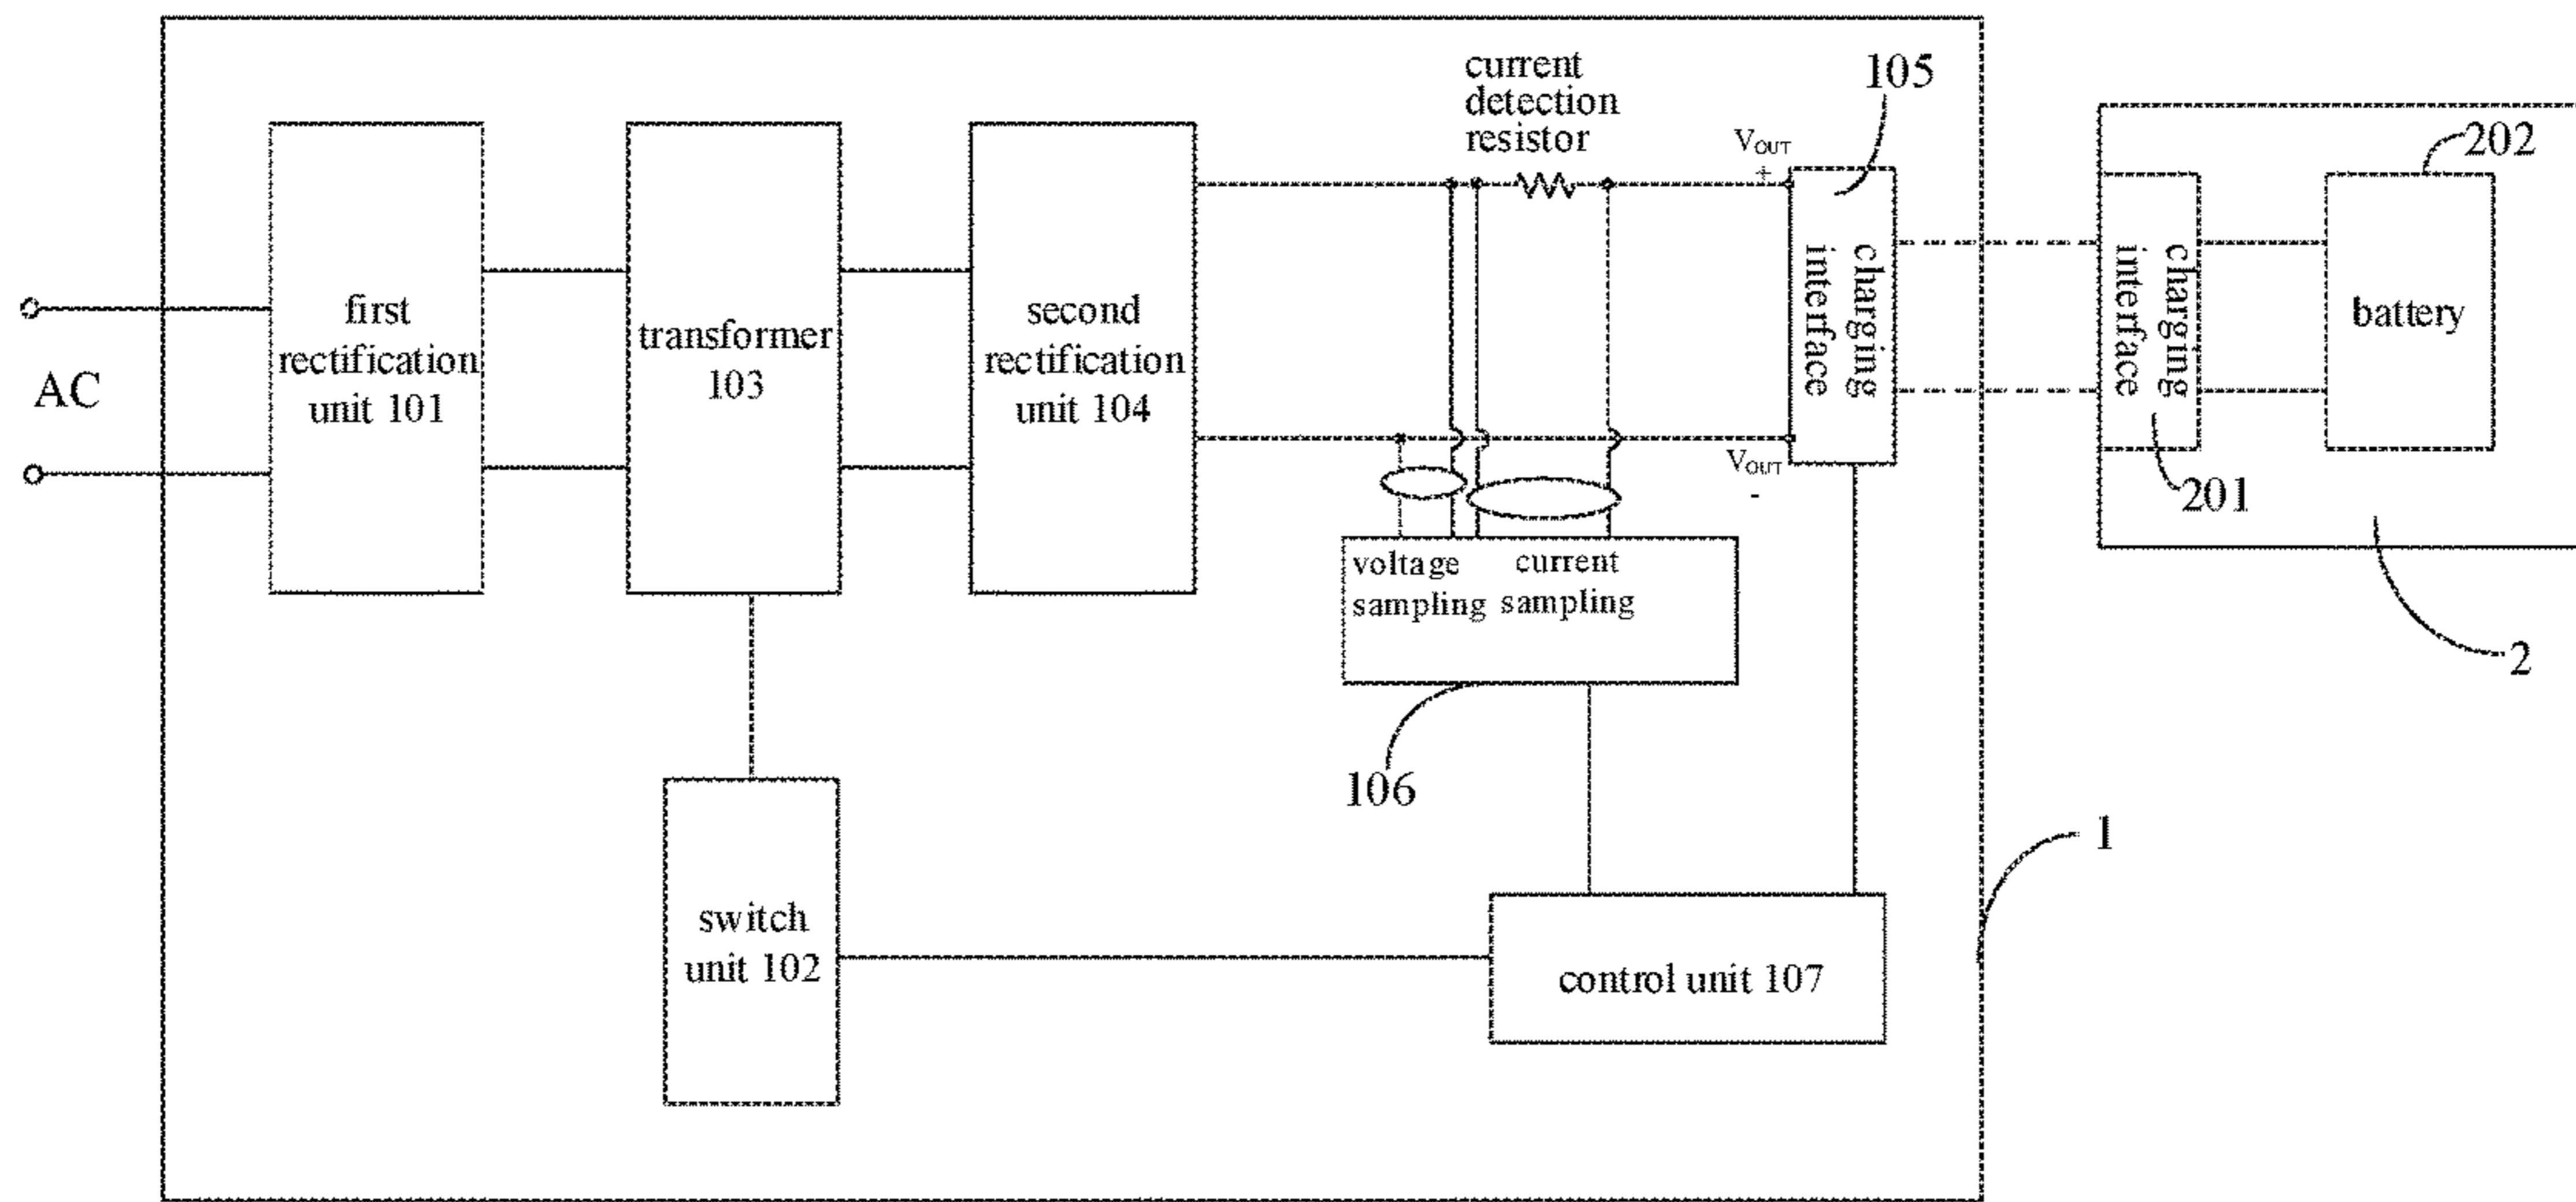 AC
first
rectification
unit 101
transformer
103
second
rectification
unit 104
current
detection
resistor
105
VOUT
+
charging
interface
VOUT
-
voltage
sampling
current
sampling
106
switch
unit 102
control unit 107
1
charging
interface
201
202
battery
2